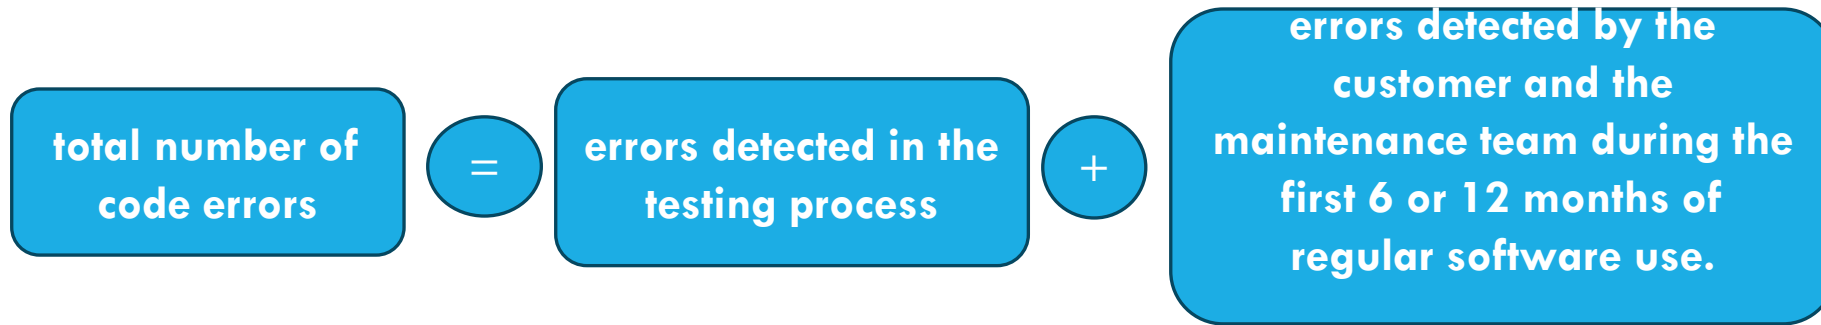 total number of
code errors
=
errors detected in the
testing process
+
errors detected by the
customer and the
maintenance team during the
first 6 or 12 months of
regular software use.